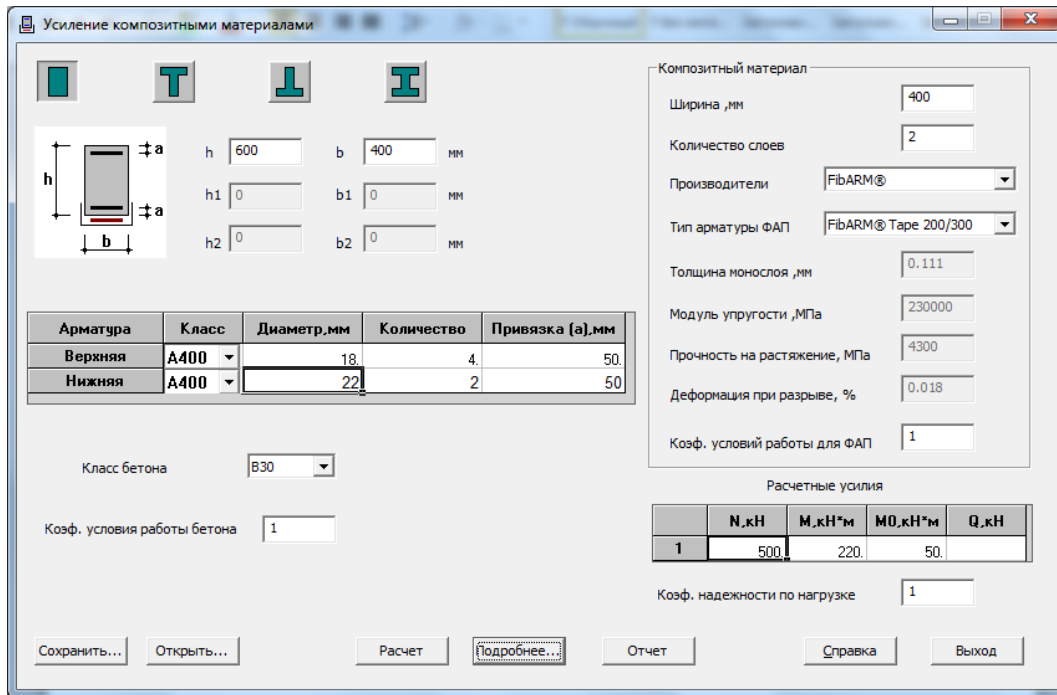 Усиление композитными материалами
h
a
a
b
h 600 b 400 мм
h1 0 b1 0 мм
h2 0 b2 0 мм
Арматура Класс Диаметр,мм Количество Привязка (а),мм
Верхняя A400 18. 4. 50.
Нижняя A400 22 2 50
Класс бетона B30
Коэф. условия работы бетона 1
Композитный материал
Ширина ,мм 400
Количество слоев 2
Производители FibARM®
Тип арматуры ФАП FibARM® Tape 200/300
Толщина монослоя ,мм 0.111
Модуль упругости ,МПа 230000
Прочность на растяжение, МПа 4300
Деформация при разрыве, % 0.018
Коэф. условий работы для ФАП 1
Расчетные усилия
N,кН M,кН*м M0,кН*м Q,кН
1 500. 220. 50.
Коэф. надежности по нагрузке 1
Сохранить... Открыть... Расчет Подробнее... Отчет Справка Выход